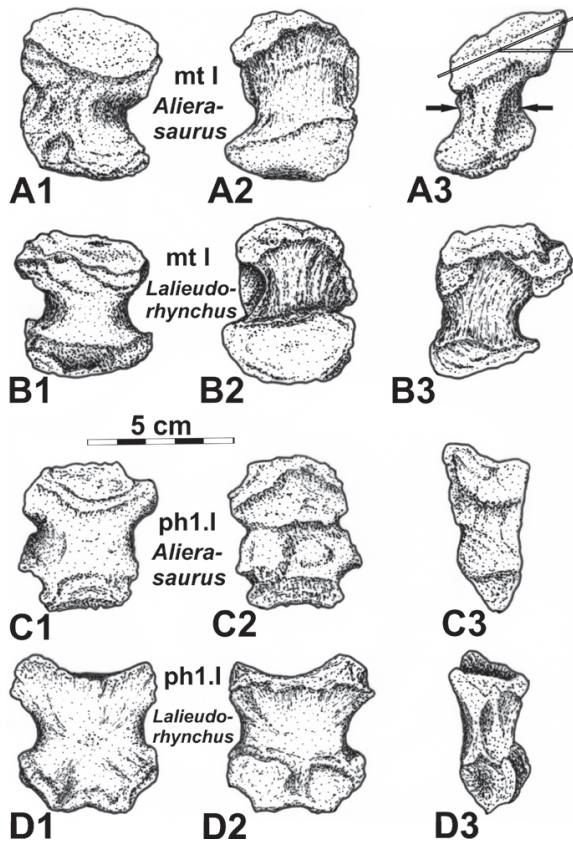 mt I
Aliera-
saurus
A1 A2 A3
mt I
Lalieudo-
rhynchus
B1 B2 B3
5 cm
ph1.I
Aliera-
saurus
C1 C2 C3
ph1.I
Lalieudo-
rhynchus
D1 D2 D3